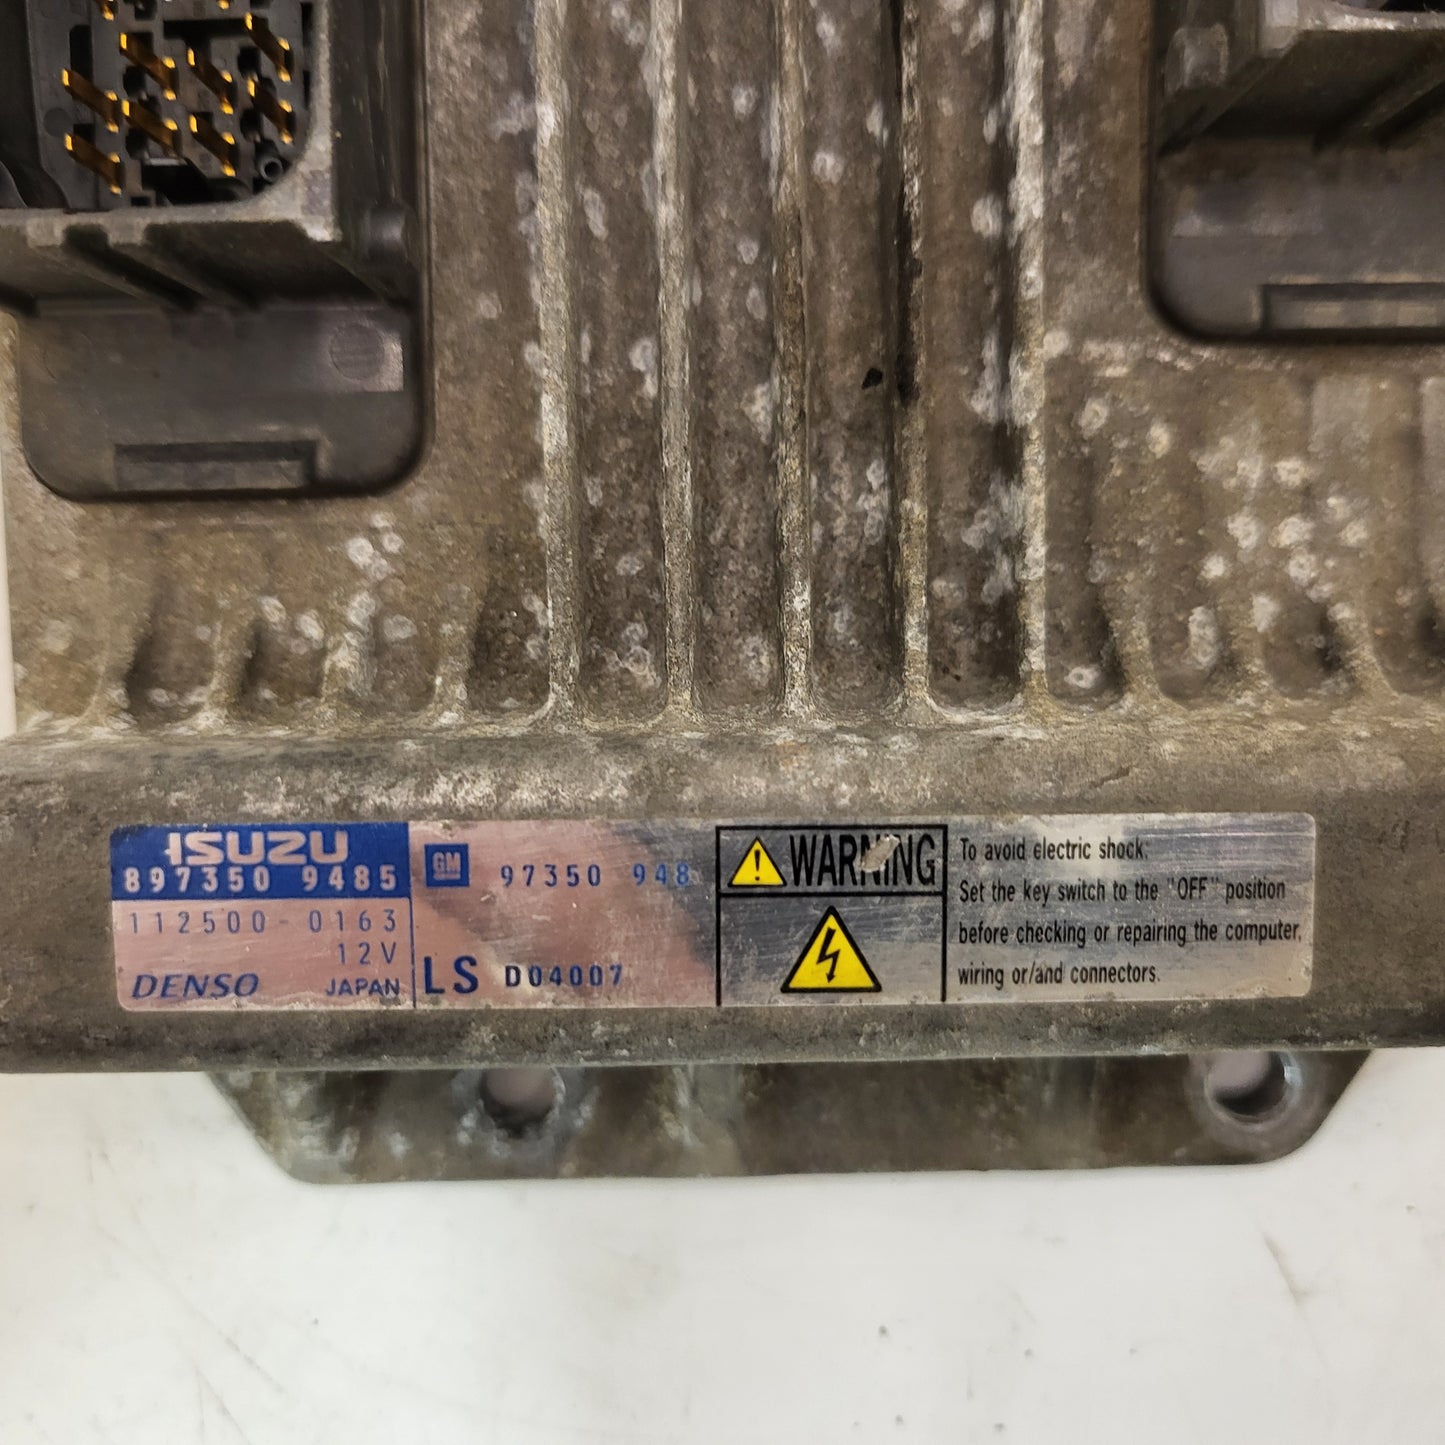 ISUZU
897350 9485
112500-0163
12V
DENSO JAPAN
GM 97350 948
LS D04007
! WARNING
To avoid electric shock:
Set the key switch to the "OFF" position
before checking or repairing the computer,
wiring or/and connectors.